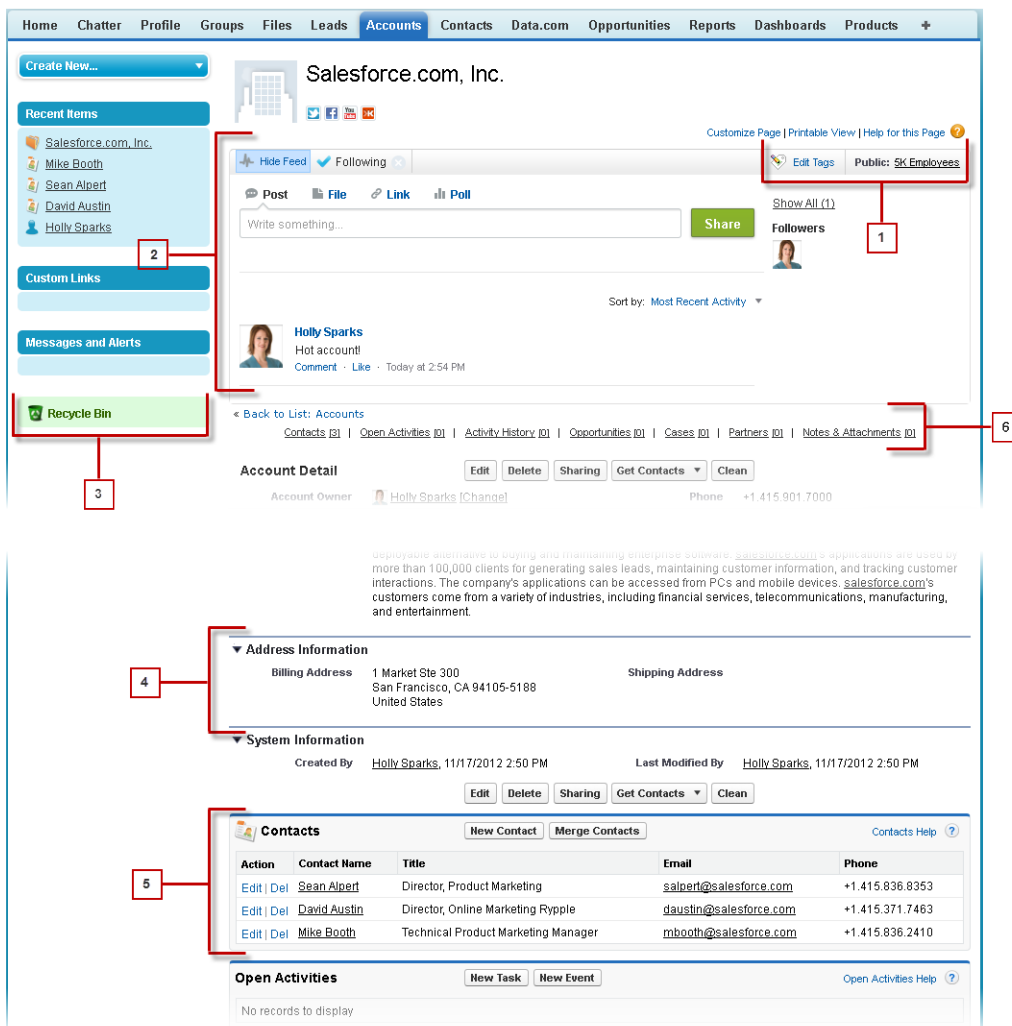 Home Chatter Profile Groups Files Leads Accounts Contacts Data.com Opportunities Reports Dashboards Products +
Create New...
Recent Items
Salesforce.com, Inc.
Mike Booth
Sean Alpert
David Austin
Holly Sparks
Custom Links
Messages and Alerts
Recycle Bin
3
2
Salesforce.com, Inc.
You Tube
Customize Page | Printable View | Help for this Page ?
Hide Feed Following
Edit Tags Public: 5K Employees
1
Post File Link Poll
Write something... Share
Show All (1)
Followers
Sort by: Most Recent Activity
Holly Sparks
Hot account!
Comment · Like · Today at 2:54 PM
« Back to List: Accounts
Contacts [3] | Open Activities [0] | Activity History [0] | Opportunities [0] | Cases [0] | Partners [0] | Notes & Attachments [0]
6
Account Detail Edit Delete Sharing Get Contacts Clean
Account Owner Holly Sparks [Change] Phone +1.415.901.7000
deployable alternative to buying and maintaining enterprise software. salesforce.com's applications are used by
more than 100,000 clients for generating sales leads, maintaining customer information, and tracking customer
interactions. The company's applications can be accessed from PCs and mobile devices. salesforce.com's
customers come from a variety of industries, including financial services, telecommunications, manufacturing,
and entertainment.
4
Address Information
Billing Address 1 Market Ste 300 Shipping Address
San Francisco, CA 94105-5188
United States
System Information
Created By Holly Sparks, 11/17/2012 2:50 PM Last Modified By Holly Sparks, 11/17/2012 2:50 PM
Edit Delete Sharing Get Contacts Clean
5
Contacts New Contact Merge Contacts Contacts Help ?
Action Contact Name Title Email Phone
Edit | Del Sean Alpert Director, Product Marketing salpert@salesforce.com +1.415.836.8353
Edit | Del David Austin Director, Online Marketing Rypple daustin@salesforce.com +1.415.371.7463
Edit | Del Mike Booth Technical Product Marketing Manager mbooth@salesforce.com +1.415.836.2410
Open Activities New Task New Event Open Activities Help ?
No records to display